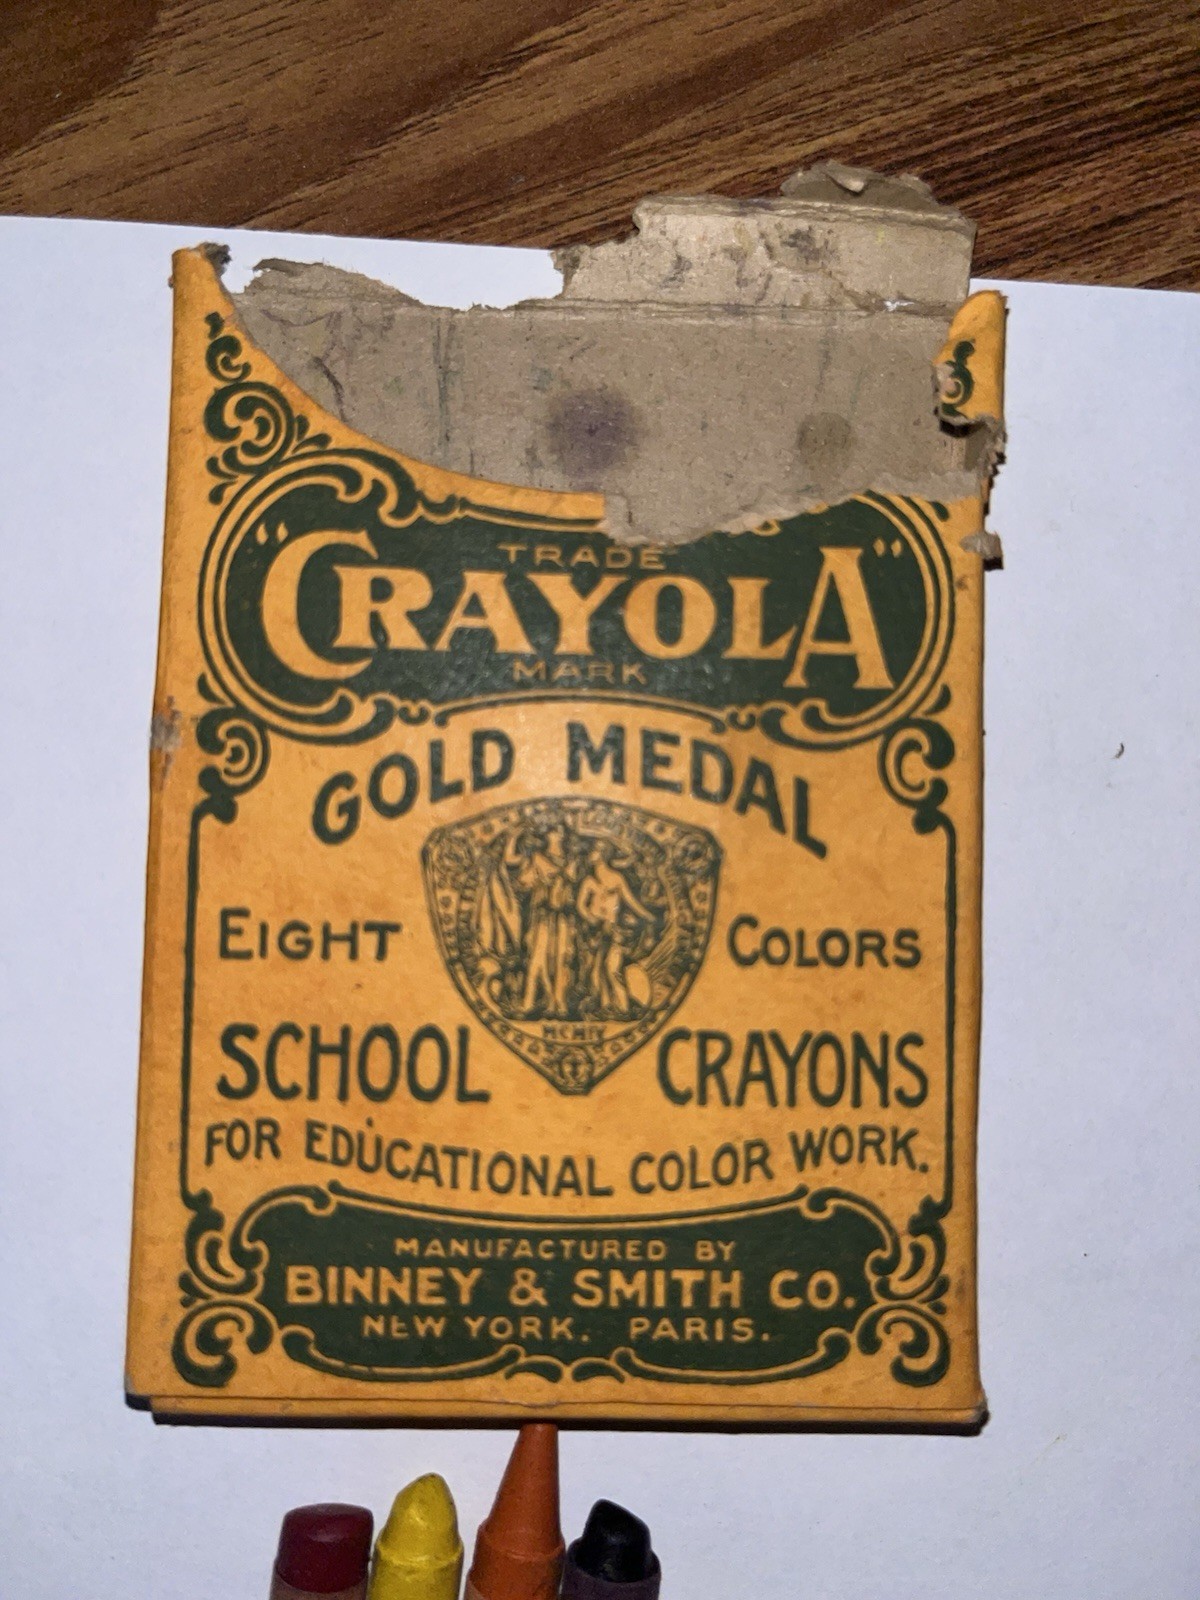 TRADE
"CRAYOLA"
MARK
GOLD MEDAL
EIGHT COLORS
MCMIV
SCHOOL CRAYONS
FOR EDUCATIONAL COLOR WORK.
MANUFACTURED BY
BINNEY & SMITH CO.
NEW YORK. PARIS.